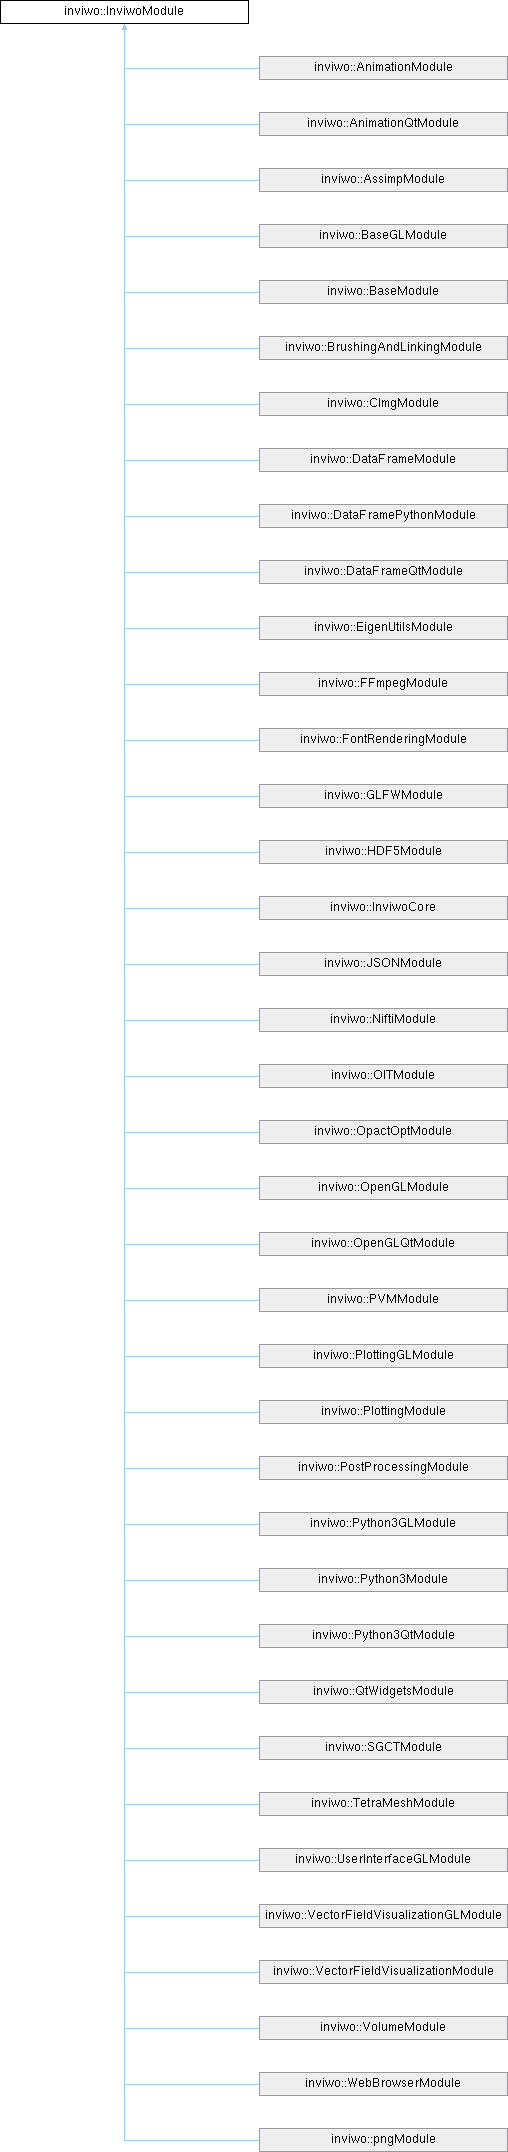 inviwo::InviwoModule
inviwo::AnimationModule
inviwo::AnimationQtModule
inviwo::AssimpModule
inviwo::BaseGLModule
inviwo::BaseModule
inviwo::BrushingAndLinkingModule
inviwo::CImgModule
inviwo::DataFrameModule
inviwo::DataFramePythonModule
inviwo::DataFrameQtModule
inviwo::EigenUtilsModule
inviwo::FFmpegModule
inviwo::FontRenderingModule
inviwo::GLFWModule
inviwo::HDF5Module
inviwo::InviwoCore
inviwo::JSONModule
inviwo::NiftiModule
inviwo::OITModule
inviwo::OpactOptModule
inviwo::OpenGLModule
inviwo::OpenGLQtModule
inviwo::PVMModule
inviwo::PlottingGLModule
inviwo::PlottingModule
inviwo::PostProcessingModule
inviwo::Python3GLModule
inviwo::Python3Module
inviwo::Python3QtModule
inviwo::QtWidgetsModule
inviwo::SGCTModule
inviwo::TetraMeshModule
inviwo::UserInterfaceGLModule
inviwo::VectorFieldVisualizationGLModule
inviwo::VectorFieldVisualizationModule
inviwo::VolumeModule
inviwo::WebBrowserModule
inviwo::pngModule